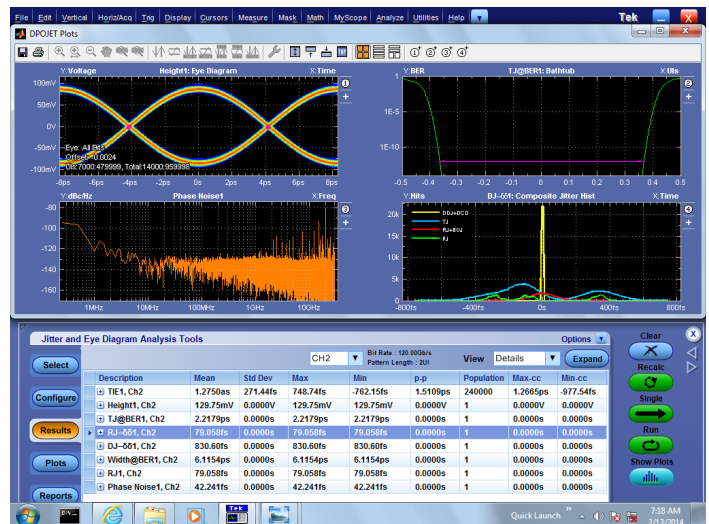 File Edit Vertical Horiz/Acq Trig Display Cursors Measure Mask Math MyScope Analyze Utilities Help Tek
DPOJET Plots
Y:Voltage Height1: Eye Diagram X:Time
100mV
50mV
0V
-50mV
-100mV
Eye: All Bits
Offset: -0.0024
UIs:7000:479999, Total:14000:959998
-8ps -6ps -4ps -2ps 0s 2ps 4ps 6ps 8ps
1
Y:BER TJ@BER1: Bathtub X:UIs
1
1E-5
1E-10
-0.5 -0.4 -0.3 -0.2 -0.1 0.0 0.1 0.2 0.3 0.4 0.5
2
Y:dBc/Hz Phase Noise1 X:Freq
-80
-100
-120
-140
-160
1MHz 10MHz 100MHz 1GHz 10GHz
3
Y:Hits DJ–δδ1: Composite Jitter Hist X:Time
20k
15k
10k
5k
0
DDJ+DCD
TJ
RJ+BUJ
PJ
-800fs -400fs 0s 400fs 800fs
4
Jitter and Eye Diagram Analysis Tools Options
Clear
Select
CH2 Bit Rate : 120.00Gb/s
Pattern Length : 2UI
View Details Expand
Recalc
Configure
Single
Results
Run
Plots
Show Plots
Reports
Description Mean Std Dev Max Min p-p Population Max-cc Min-cc
TIE1, Ch2 1.2750as 271.44fs 748.74fs -762.15fs 1.5109ps 240000 1.2665ps -977.54fs
Height1, Ch2 129.75mV 0.0000V 129.75mV 129.75mV 0.0000V 1 0.0000V 0.0000V
TJ@BER1, Ch2 2.2179ps 0.0000s 2.2179ps 2.2179ps 0.0000s 1 0.0000s 0.0000s
RJ–δδ1, Ch2 79.058fs 0.0000s 79.058fs 79.058fs 0.0000s 1 0.0000s 0.0000s
DJ–δδ1, Ch2 830.60fs 0.0000s 830.60fs 830.60fs 0.0000s 1 0.0000s 0.0000s
Width@BER1, Ch2 6.1154ps 0.0000s 6.1154ps 6.1154ps 0.0000s 1 0.0000s 0.0000s
RJ1, Ch2 79.058fs 0.0000s 79.058fs 79.058fs 0.0000s 1 0.0000s 0.0000s
Phase Noise1, Ch2 42.241fs 0.0000s 42.241fs 42.241fs 0.0000s 1 0.0000s 0.0000s
Tek
Quick Launch
7:18 AM
2/13/2014